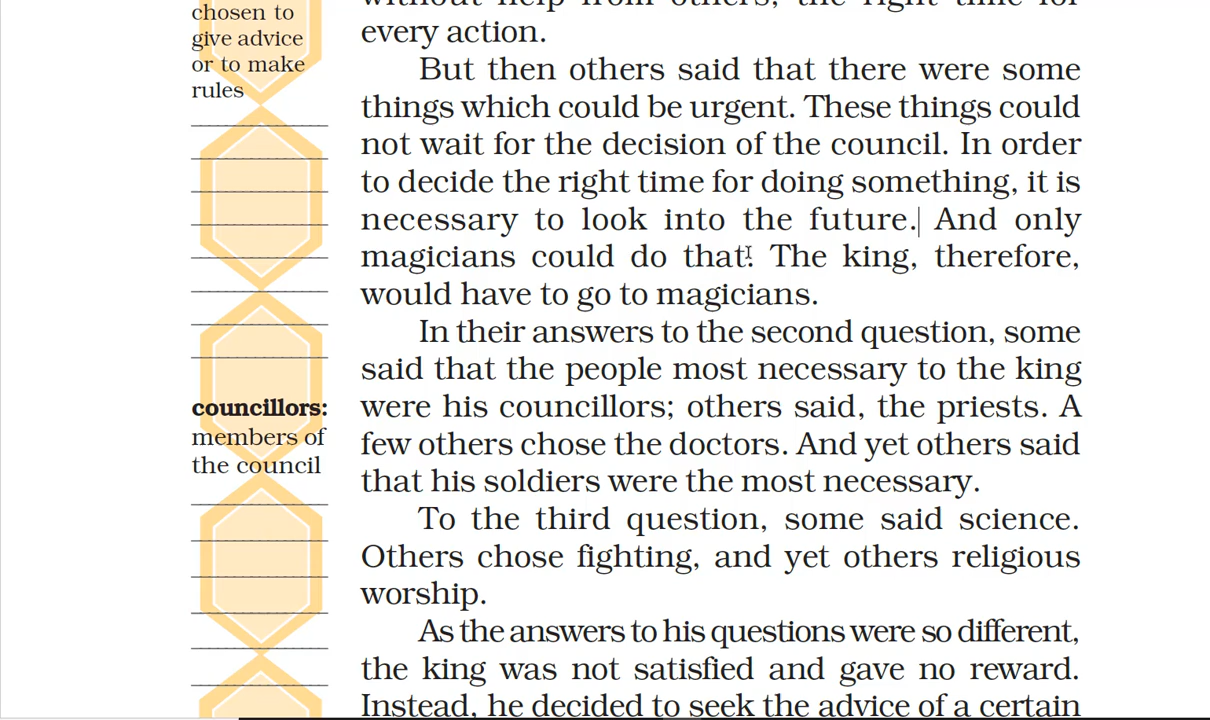 chosen to
give advice
or to make
rules
councillors:
members of
the council
without help from others, the right time for
every action.
But then others said that there were some
things which could be urgent. These things could
not wait for the decision of the council. In order
to decide the right time for doing something, it is
necessary to look into the future. And only
magicians could do that. The king, therefore,
would have to go to magicians.
In their answers to the second question, some
said that the people most necessary to the king
were his councillors; others said, the priests. A
few others chose the doctors. And yet others said
that his soldiers were the most necessary.
To the third question, some said science.
Others chose fighting, and yet others religious
worship.
As the answers to his questions were so different,
the king was not satisfied and gave no reward.
Instead, he decided to seek the advice of a certain